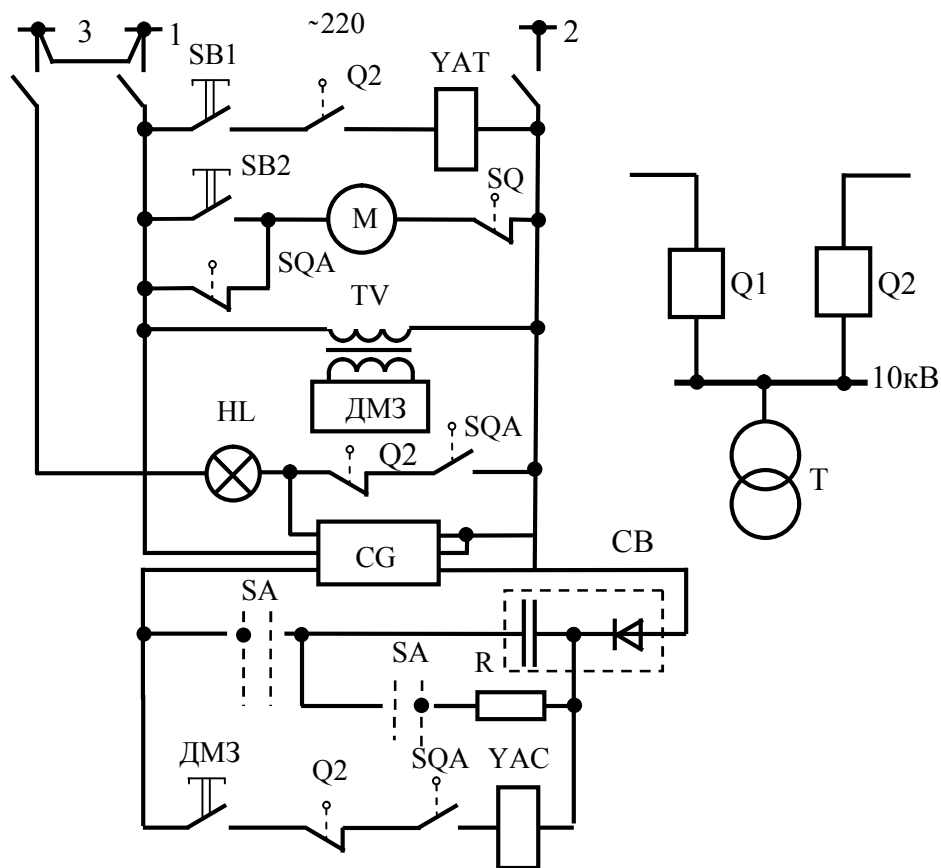 3 1 ~220 2
SB1 Q2 YAT
SB2 SQ
M
SQA
TV
Q1 Q2
10кВ
ДМЗ
HL Q2 SQA
T
CG
CB
SA
SA R
ДМЗ Q2 SQA YAC